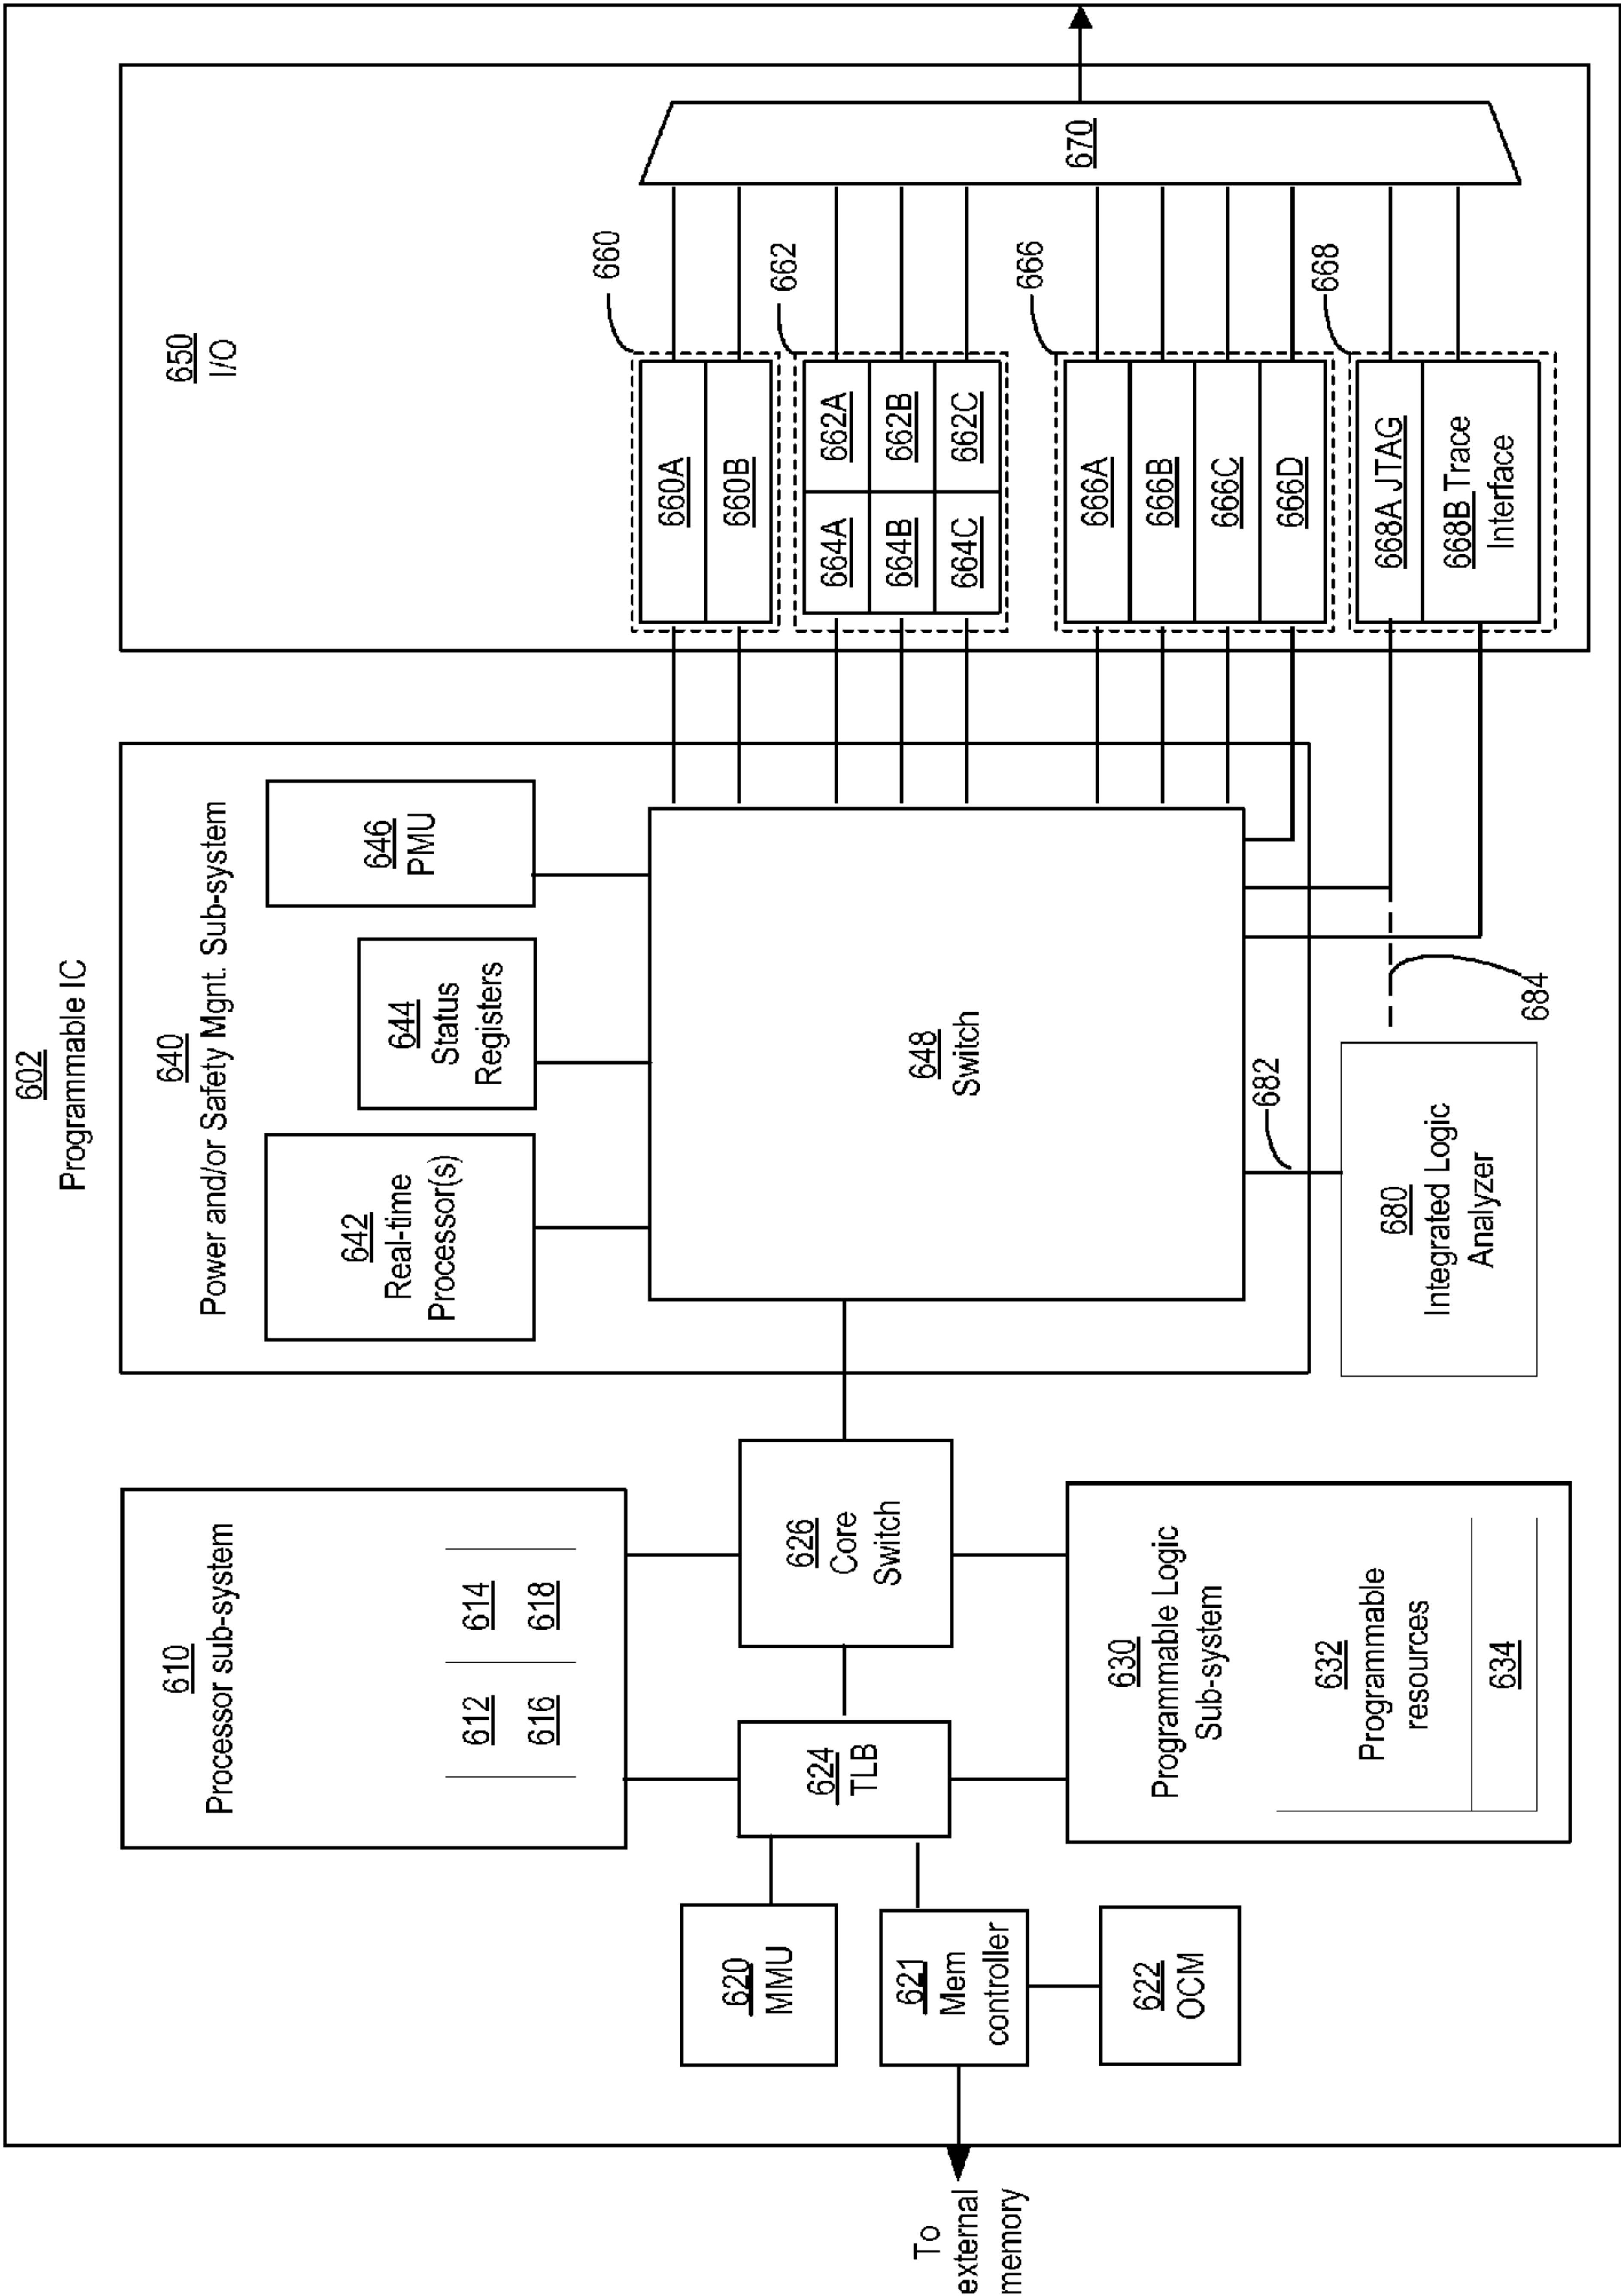 602
Programmable IC
610
Processor sub-system
612
614
616
618
620
MMU
621
Mem
controller
622
OCM
To
external
memory
624
TLB
626
Core
Switch
630
Programmable Logic
Sub-system
632
Programmable
resources
634
640
Power and/or Safety Mgnt. Sub-system
642
Real-time
Processor(s)
644
Status
Registers
646
PMU
648
Switch
682
680
Integrated Logic
Analyzer
684
650
I/O
660
660A
660B
662
664A
662A
664B
662B
664C
662C
666
666A
666B
666C
666D
668
668A JTAG
668B Trace
Interface
670